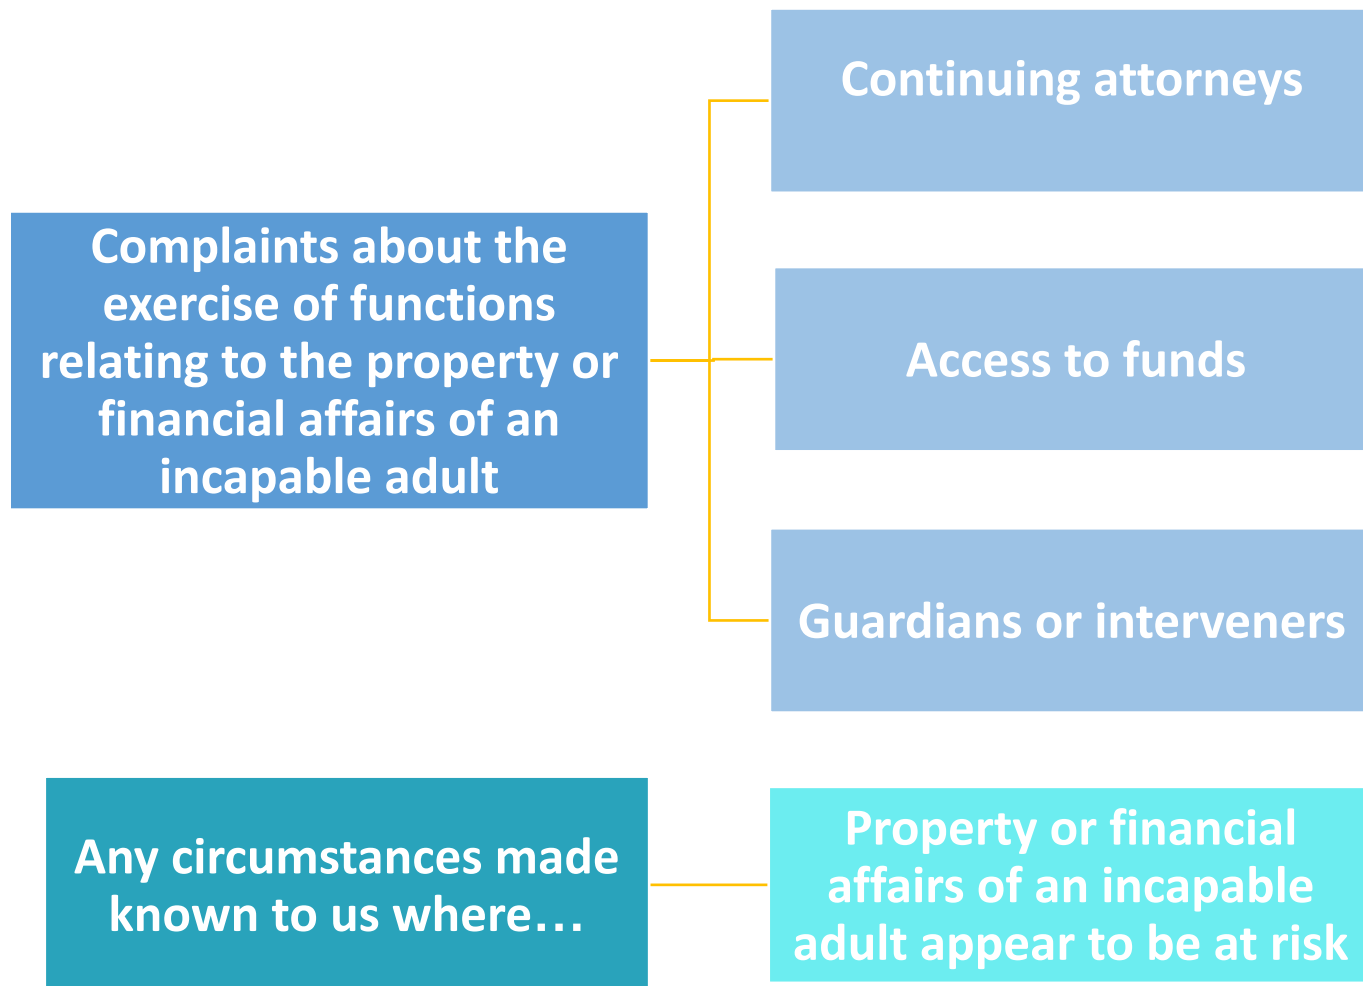 Continuing attorneys
Complaints about the
exercise of functions
relating to the property or
financial affairs of an
incapable adult
Access to funds
Guardians or interveners
Any circumstances made
known to us where...
Property or financial
affairs of an incapable
adult appear to be at risk